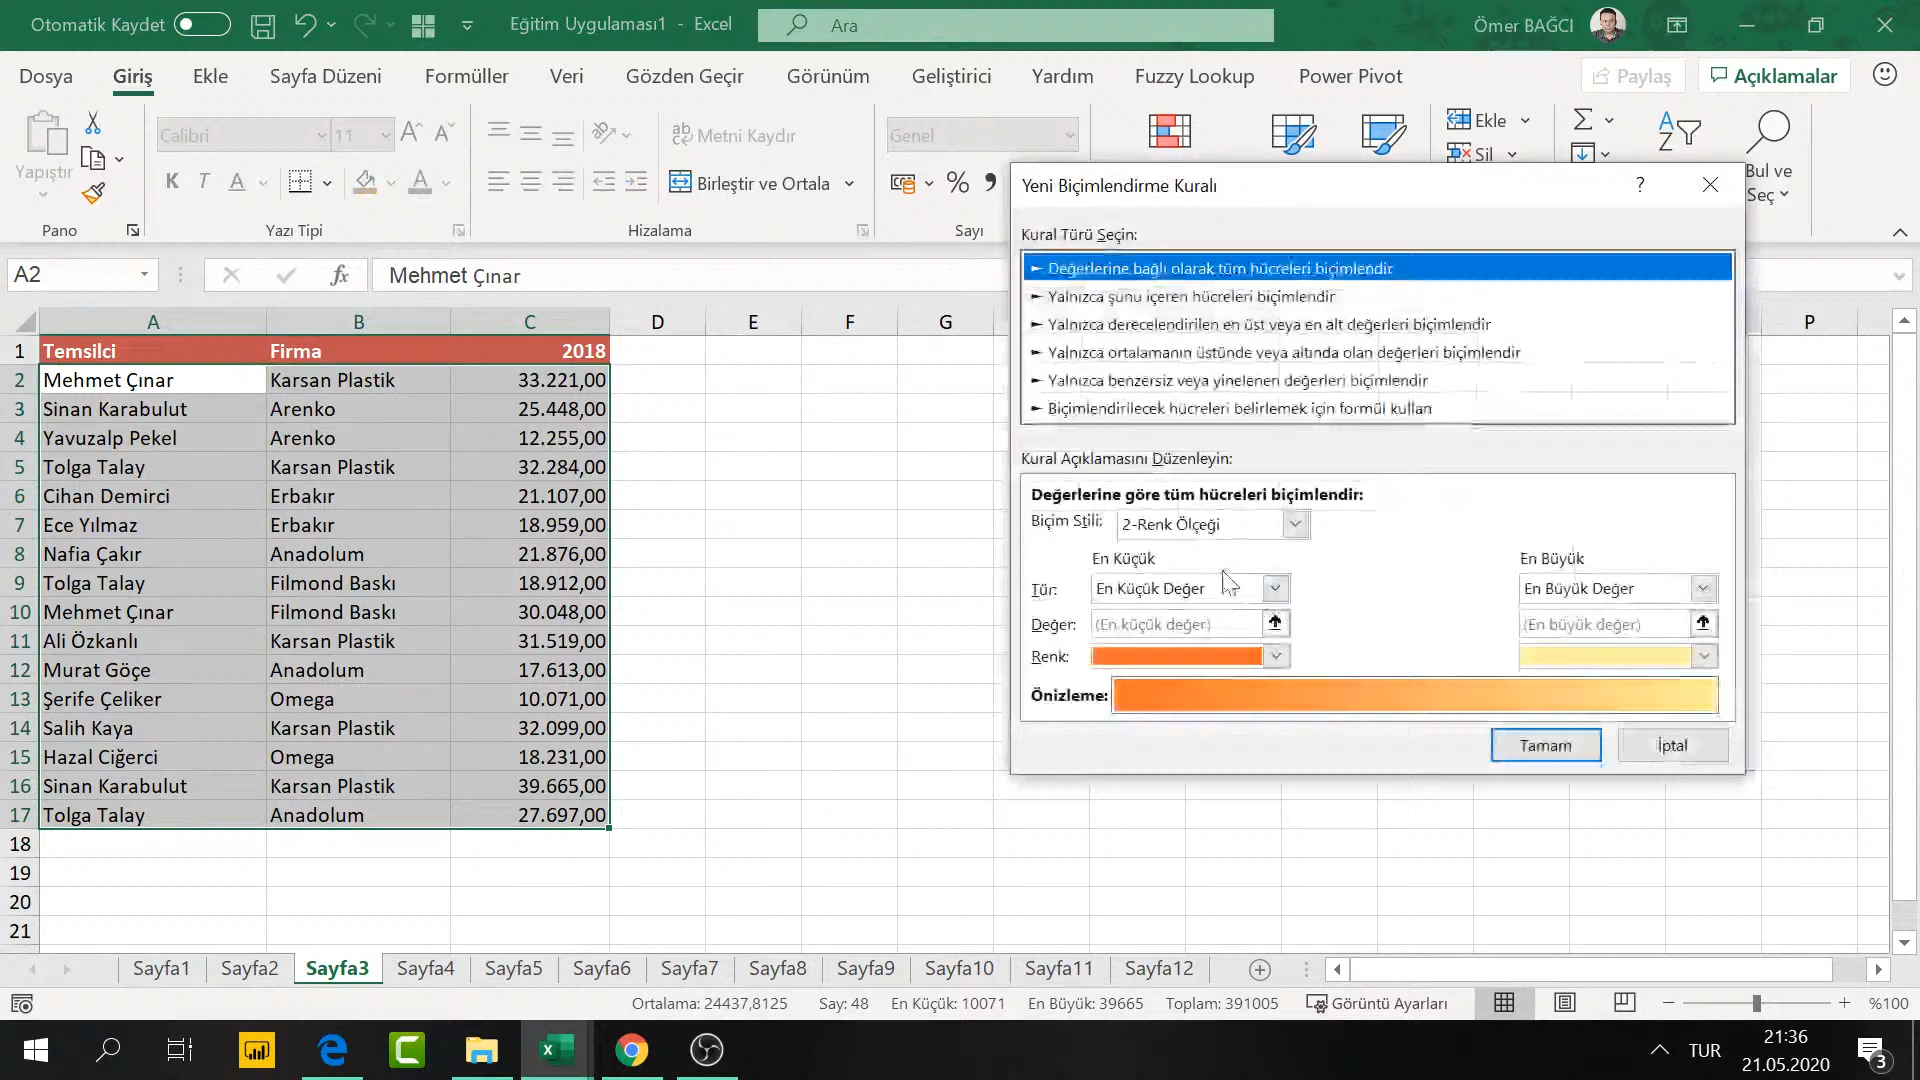 Otomatik Kaydet
Eğitim Uygulaması1 - Excel
Ara
Ömer BAĞCI
Dosya Giriş Ekle Sayfa Düzeni Formüller Veri Gözden Geçir Görünüm Geliştirici Yardım Fuzzy Lookup Power Pivot Paylaş Açıklamalar
Yapıştır
Calibri 11
Metni Kaydır
Genel
Ekle
Sil
K T A
Birleştir ve Ortala
%
Bul ve
Seç
Pano Yazı Tipi Hizalama Sayı
A2 fx Mehmet Çınar
A B C D E F G P
1 Temsilci Firma 2018
2 Mehmet Çınar Karsan Plastik 33.221,00
3 Sinan Karabulut Arenko 25.448,00
4 Yavuzalp Pekel Arenko 12.255,00
5 Tolga Talay Karsan Plastik 32.284,00
6 Cihan Demirci Erbakır 21.107,00
7 Ece Yılmaz Erbakır 18.959,00
8 Nafia Çakır Anadolum 21.876,00
9 Tolga Talay Filmond Baskı 18.912,00
10 Mehmet Çınar Filmond Baskı 30.048,00
11 Ali Özkanlı Karsan Plastik 31.519,00
12 Murat Göçe Anadolum 17.613,00
13 Şerife Çeliker Omega 10.071,00
14 Salih Kaya Karsan Plastik 32.099,00
15 Hazal Ciğerci Omega 18.231,00
16 Sinan Karabulut Karsan Plastik 39.665,00
17 Tolga Talay Anadolum 27.697,00
18
19
20
21
Yeni Biçimlendirme Kuralı ?
Kural Türü Seçin:
► Değerlerine bağlı olarak tüm hücreleri biçimlendir
► Yalnızca şunu içeren hücreleri biçimlendir
► Yalnızca derecelendirilen en üst veya en alt değerleri biçimlendir
► Yalnızca ortalamanın üstünde veya altında olan değerleri biçimlendir
► Yalnızca benzersiz veya yinelenen değerleri biçimlendir
► Biçimlendirilecek hücreleri belirlemek için formül kullan
Kural Açıklamasını Düzenleyin:
Değerlerine göre tüm hücreleri biçimlendir:
Biçim Stili: 2-Renk Ölçeği
En Küçük En Büyük
Tür: En Küçük Değer En Büyük Değer
Değer: (En küçük değer) (En büyük değer)
Renk:
Önizleme:
Tamam İptal
Sayfa1 Sayfa2 Sayfa3 Sayfa4 Sayfa5 Sayfa6 Sayfa7 Sayfa8 Sayfa9 Sayfa10 Sayfa11 Sayfa12
Ortalama: 24437,8125 Say: 48 En Küçük: 10071 En Büyük: 39665 Toplam: 391005 Görüntü Ayarları %100
TUR
21:36
21.05.2020
3